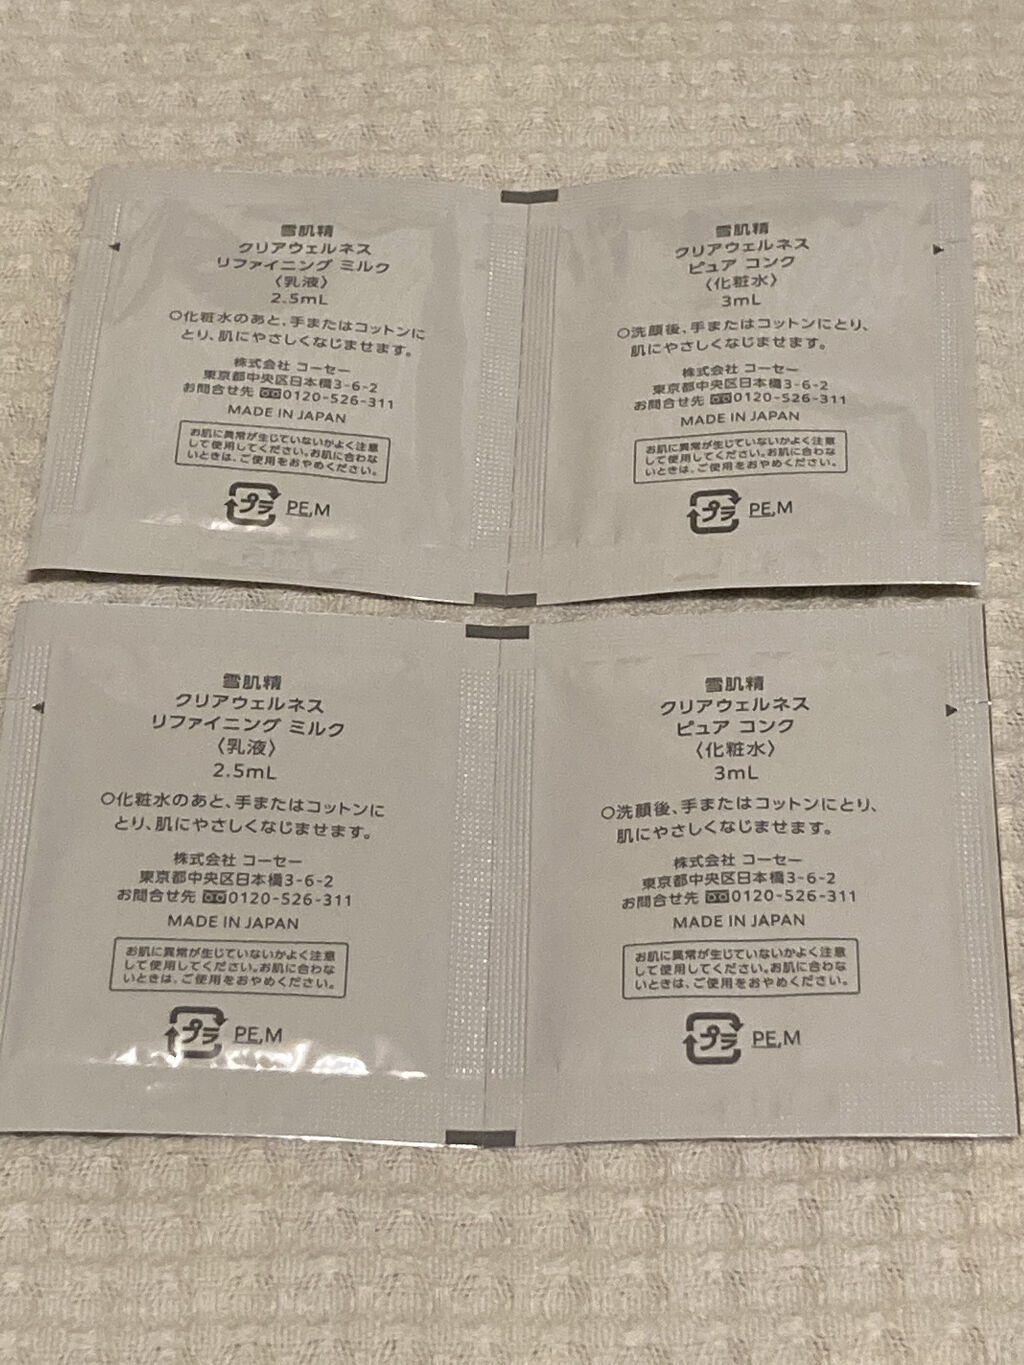 雪肌精
クリアウェルネス
リファイニング ミルク
〈乳液〉
2.5mL
○化粧水のあと、手またはコットンに
とり、肌にやさしくなじませます。
株式会社 コーセー
東京都中央区日本橋3-6-2
お問合せ先 0120-526-311
MADE IN JAPAN
お肌に異常が生じていないかよく注意
して使用してください。お肌に合わな
いときは、ご使用をおやめください。
プラ PE,M
雪肌精
クリアウェルネス
ピュア コンク
〈化粧水〉
3mL
○洗顔後、手またはコットンにとり、
肌にやさしくなじませます。
株式会社 コーセー
東京都中央区日本橋3-6-2
お問合せ先 0120-526-311
MADE IN JAPAN
お肌に異常が生じていないかよく注意
して使用してください。お肌に合わな
いときは、ご使用をおやめください。
プラ PE,M
雪肌精
クリアウェルネス
リファイニング ミルク
〈乳液〉
2.5mL
○化粧水のあと、手またはコットンに
とり、肌にやさしくなじませます。
株式会社 コーセー
東京都中央区日本橋3-6-2
お問合せ先 0120-526-311
MADE IN JAPAN
お肌に異常が生じていないかよく注意
して使用してください。お肌に合わな
いときは、ご使用をおやめください。
プラ PE,M
雪肌精
クリアウェルネス
ピュア コンク
〈化粧水〉
3mL
○洗顔後、手またはコットンにとり、
肌にやさしくなじませます。
株式会社 コーセー
東京都中央区日本橋3-6-2
お問合せ先 0120-526-311
MADE IN JAPAN
お肌に異常が生じていないかよく注意
して使用してください。お肌に合わな
いときは、ご使用をおやめください。
プラ PE,M